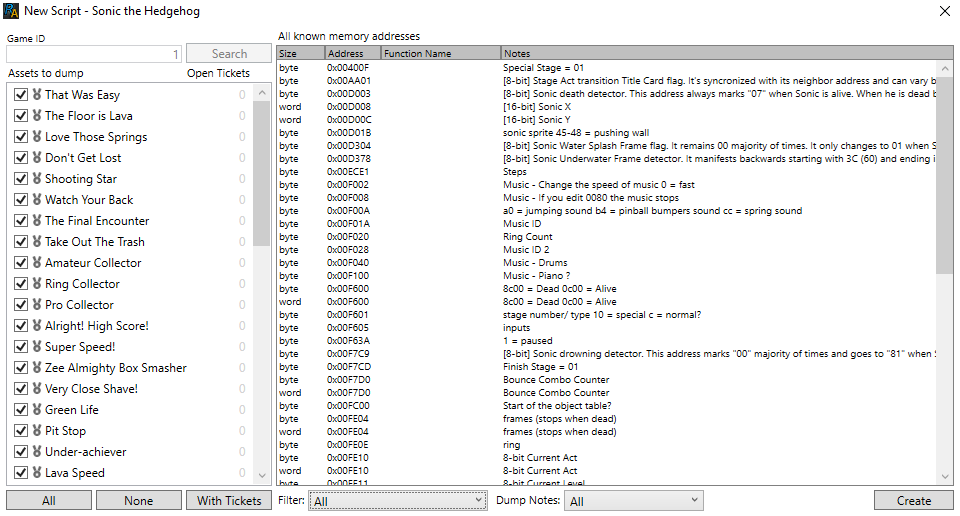 New Script - Sonic the Hedgehog
Game ID
1
Search
Assets to dump Open Tickets
That Was Easy 0
The Floor is Lava 0
Love Those Springs 0
Don't Get Lost 0
Shooting Star 0
Watch Your Back 0
The Final Encounter 0
Take Out The Trash 0
Amateur Collector 0
Ring Collector 0
Pro Collector 0
Alright! High Score! 0
Super Speed! 0
Zee Almighty Box Smasher 0
Very Close Shave! 0
Green Life 0
Pit Stop 0
Under-achiever 0
Lava Speed 0
All None With Tickets
All known memory addresses
Size Address Function Name Notes
byte 0x00400F Special Stage = 01
byte 0x00AA01 [8-bit] Stage Act transition Title Card flag. It's syncronized with its neighbor address and can vary b
byte 0x00D003 [8-bit] Sonic death detector. This address always marks "07" when Sonic is alive. When he is dead b
word 0x00D008 [16-bit] Sonic X
word 0x00D00C [16-bit] Sonic Y
byte 0x00D01B sonic sprite 45-48 = pushing wall
byte 0x00D304 [8-bit] Sonic Water Splash Frame flag. It remains 00 majority of times. It only changes to 01 when S
byte 0x00D378 [8-bit] Sonic Underwater Frame detector. It manifests backwards starting with 3C (60) and ending i
byte 0x00ECE1 Steps
byte 0x00F002 Music - Change the speed of music 0 = fast
byte 0x00F008 Music - If you edit 0080 the music stops
byte 0x00F00A a0 = jumping sound b4 = pinball bumpers sound cc = spring sound
byte 0x00F01A Music ID
byte 0x00F020 Ring Count
byte 0x00F028 Music ID 2
byte 0x00F040 Music - Drums
byte 0x00F100 Music - Piano ?
byte 0x00F600 8c00 = Dead 0c00 = Alive
word 0x00F600 8c00 = Dead 0c00 = Alive
byte 0x00F601 stage number/ type 10 = special c = normal?
byte 0x00F605 inputs
byte 0x00F63A 1 = paused
byte 0x00F7C9 [8-bit] Sonic drowning detector. This address marks "00" majority of times and goes to "81" when S
byte 0x00F7CD Finish Stage = 01
byte 0x00F7D0 Bounce Combo Counter
word 0x00F7D0 Bounce Combo Counter
byte 0x00FC00 Start of the object table?
byte 0x00FE04 frames (stops when dead)
word 0x00FE04 frames (stops when dead)
byte 0x00FE0E ring
byte 0x00FE10 8-bit Current Act
word 0x00FE10 8-bit Current Act
byte 0x00FE11 8-bit Current Level
Filter: All Dump Notes: All Create